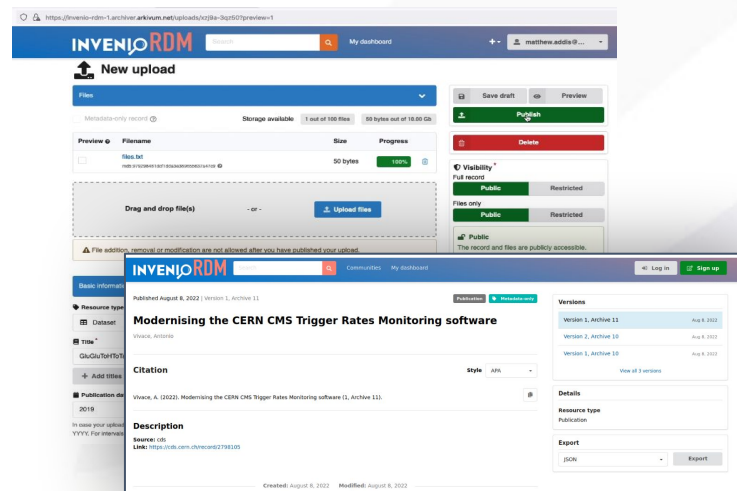 https://invenio-rdm-1.archiver.arkivum.net/uploads/xzj8a-3qz50?preview=1
INVENIO RDM
Search
My dashboard
matthew.addis@...
New upload
Files
Metadata-only record
Storage available
1 out of 100 files
50 bytes out of 10.00 Gb
Preview
Filename
Size
Progress
files.txt
50 bytes
100%
Drag and drop file(s)
- or -
Upload files
File addition, removal or modification are not allowed after you have published your upload.
Save draft
Preview
Publish
Delete
Visibility *
Full record
Public
Restricted
Files only
Public
Restricted
Public
The record and files are publicly accessible.
Basic informati
Resource type
Dataset
Title *
GluGluToHToTa
+ Add titles
Publication da
2019
In case your upload
YYYY. For intervals
INVENIO RDM
Search
Communities
My dashboard
Log in
Sign up
Published August 8, 2022 | Version 1, Archive 11
Publication
Metadata-only
Modernising the CERN CMS Trigger Rates Monitoring software
Vivace, Antonio
Citation
Style
APA
Vivace, A. (2022). Modernising the CERN CMS Trigger Rates Monitoring software (1, Archive 11).
Description
Source: cds
Link: https://cds.cern.ch/record/2798105
Created: August 8, 2022
Modified: August 8, 2022
Versions
Version 1, Archive 11
Aug 8, 2022
Version 2, Archive 10
Aug 8, 2022
Version 1, Archive 10
Aug 8, 2022
View all 3 versions
Details
Resource type
Publication
Export
JSON
Export